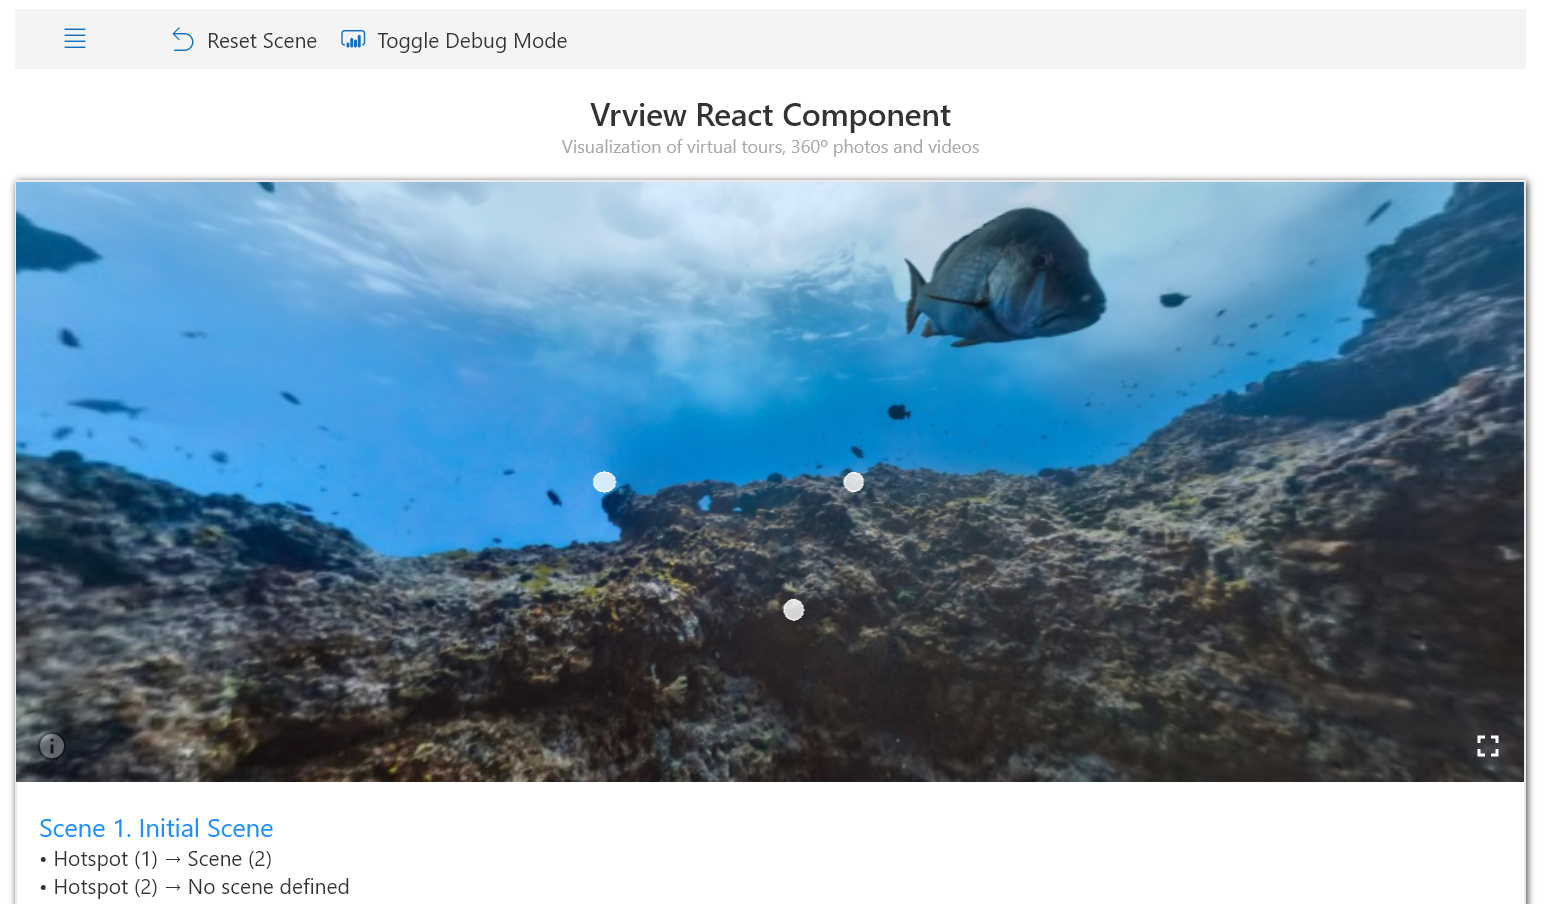 Reset Scene Toggle Debug Mode
Vrview React Component
Visualization of virtual tours, 360º photos and videos
Scene 1. Initial Scene
• Hotspot (1) → Scene (2)
• Hotspot (2) → No scene defined